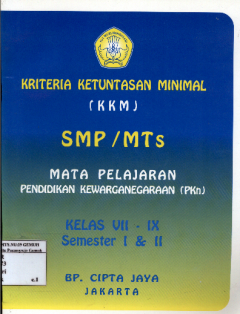 KRITERIA KETUNTASAN MINIMAL
(KKM)
SMP/MTs
MATA PELAJARAN
PENDIDIKAN KEWARGANEGARAAN (PKn)
KELAS VII - IX
Semester I & II
BP. CIPTA JAYA
JAKARTA